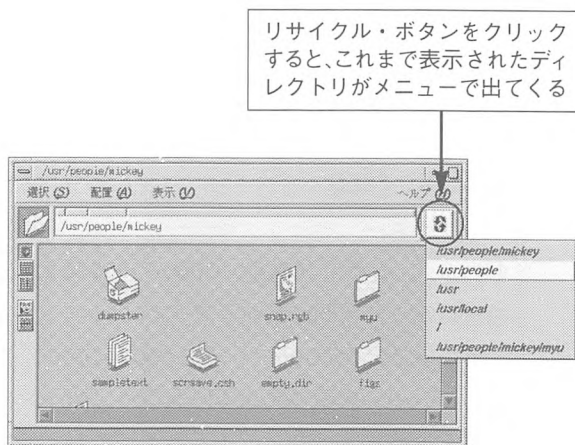 リサイクル・ボタンをクリック
すると、これまで表示されたディ
レクトリがメニューで出てくる
/usr/people/mickey
選択 (S) 配置 (A) 表示 (V) ヘルプ (H)
/usr/people/mickey
/usr/people/mickey
/usr/people
/usr
/usr/local
/
/usr/people/mickey/myu
dumpster snap.rgb myu
sampletext scrsave.csh empty.dir figs